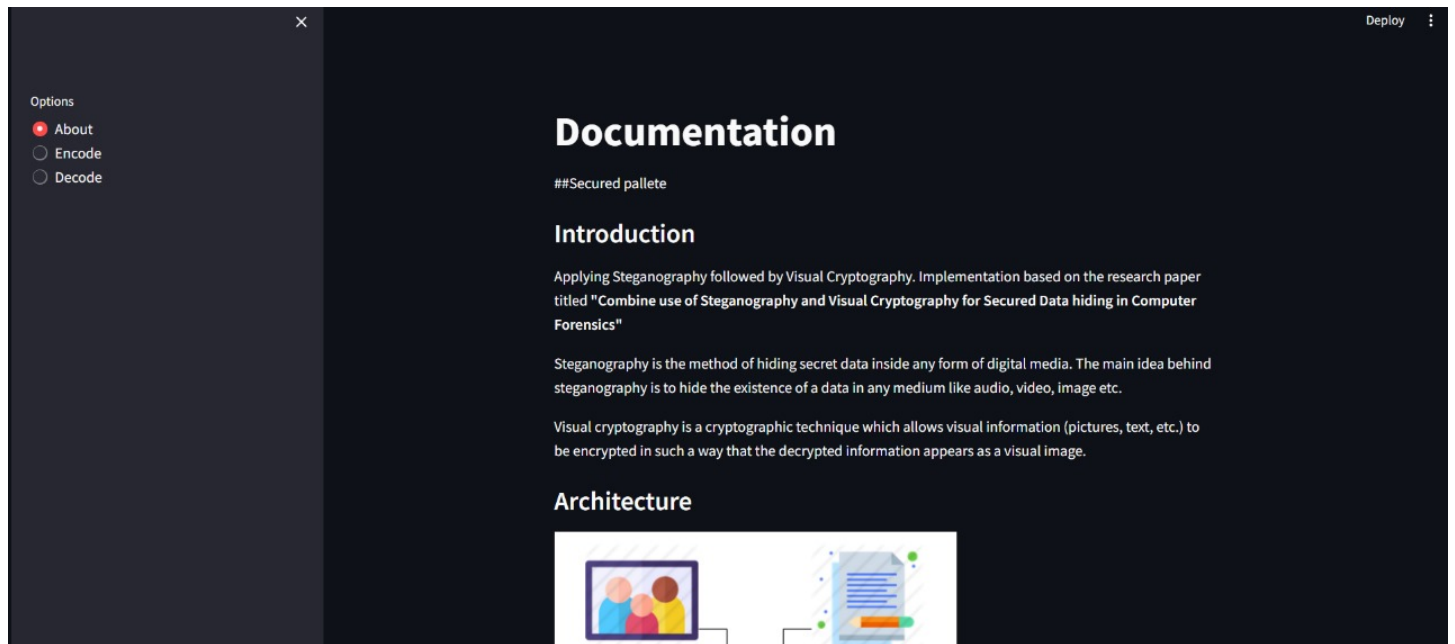 Deploy
Options
About
Encode
Decode
Documentation
##Secured pallete
Introduction
Applying Steganography followed by Visual Cryptography. Implementation based on the research paper
titled "Combine use of Steganography and Visual Cryptography for Secured Data hiding in Computer
Forensics"
Steganography is the method of hiding secret data inside any form of digital media. The main idea behind
steganography is to hide the existence of a data in any medium like audio, video, image etc.
Visual cryptography is a cryptographic technique which allows visual information (pictures, text, etc.) to
be encrypted in such a way that the decrypted information appears as a visual image.
Architecture